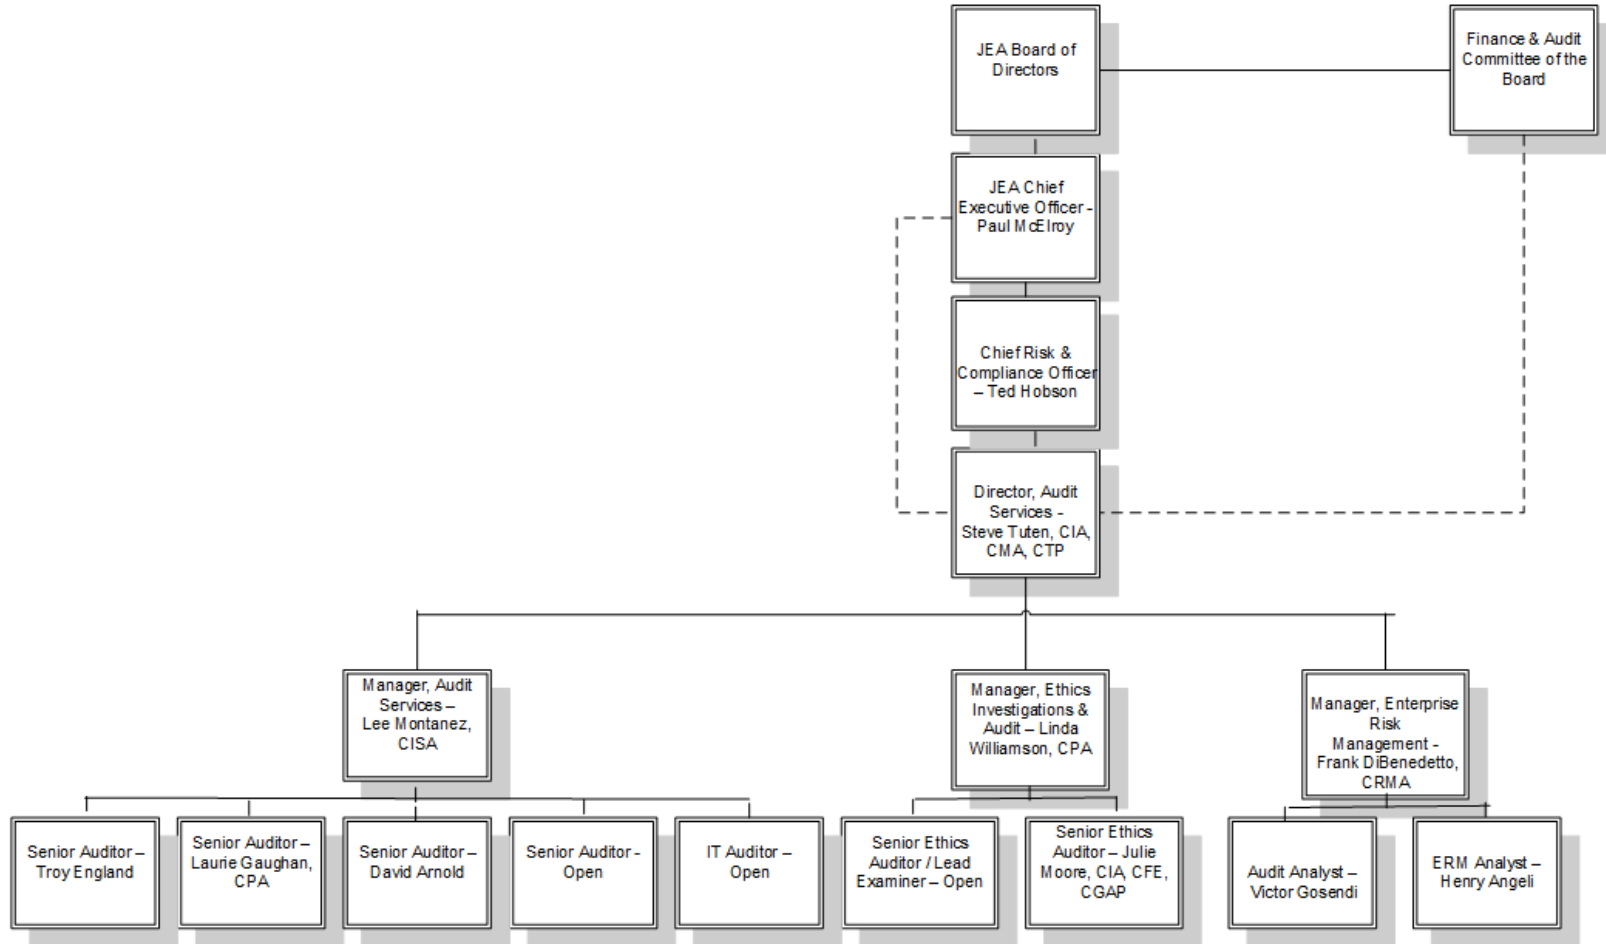 JEA Board of
Directors
Finance & Audit
Committee of the
Board
JEA Chief
Executive Officer -
Paul McElroy
Chief Risk &
Compliance Officer
– Ted Hobson
Director, Audit
Services -
Steve Tuten, CIA,
CMA, CTP
Manager, Audit
Services –
Lee Montanez,
CISA
Manager, Ethics
Investigations &
Audit – Linda
Williamson, CPA
Manager, Enterprise
Risk
Management -
Frank DiBenedetto,
CRMA
Senior Auditor –
Troy England
Senior Auditor –
Laurie Gaughan,
CPA
Senior Auditor –
David Arnold
Senior Auditor -
Open
IT Auditor –
Open
Senior Ethics
Auditor / Lead
Examiner – Open
Senior Ethics
Auditor – Julie
Moore, CIA, CFE,
CGAP
Audit Analyst –
Victor Gosendi
ERM Analyst –
Henry Angeli